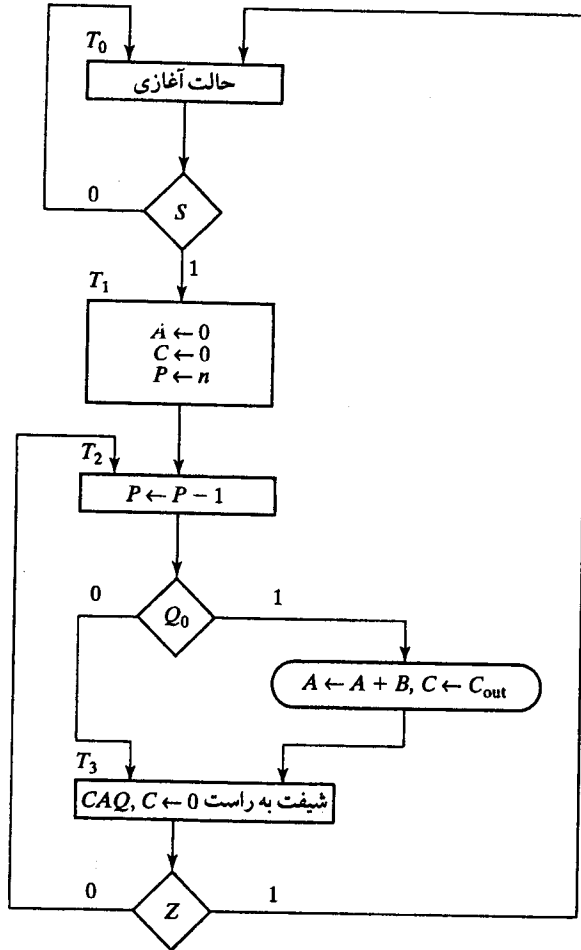 T₀
حالت آغازی
0
S
1
T₁
A ← 0
C ← 0
P ← n
T₂
P ← P − 1
0
Q₀
1
A ← A + B, C ← Cout
T₃
شیفت به راست CAQ, C ← 0
0
Z
1